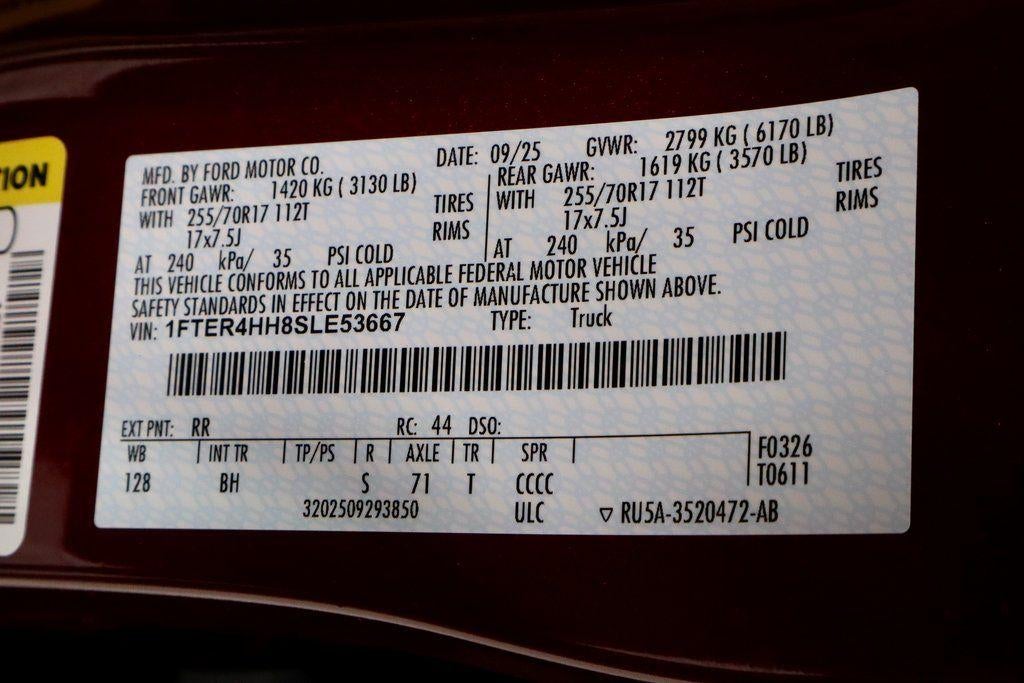 TION
MFD. BY FORD MOTOR CO. DATE: 09/25 GVWR: 2799 KG ( 6170 LB)
FRONT GAWR: 1420 KG ( 3130 LB) REAR GAWR: 1619 KG ( 3570 LB)
WITH 255/70R17 112T TIRES WITH 255/70R17 112T TIRES
17x7.5J RIMS 17x7.5J RIMS
AT 240 kPa/ 35 PSI COLD AT 240 kPa/ 35 PSI COLD
THIS VEHICLE CONFORMS TO ALL APPLICABLE FEDERAL MOTOR VEHICLE
SAFETY STANDARDS IN EFFECT ON THE DATE OF MANUFACTURE SHOWN ABOVE.
VIN: 1FTER4HH8SLE53667 TYPE: Truck
EXT PNT: RR RC: 44 DSO:
WB INT TR TP/PS R AXLE TR SPR F0326
128 BH S 71 T CCCC T0611
3202509293850 ULC ▽ RU5A-3520472-AB